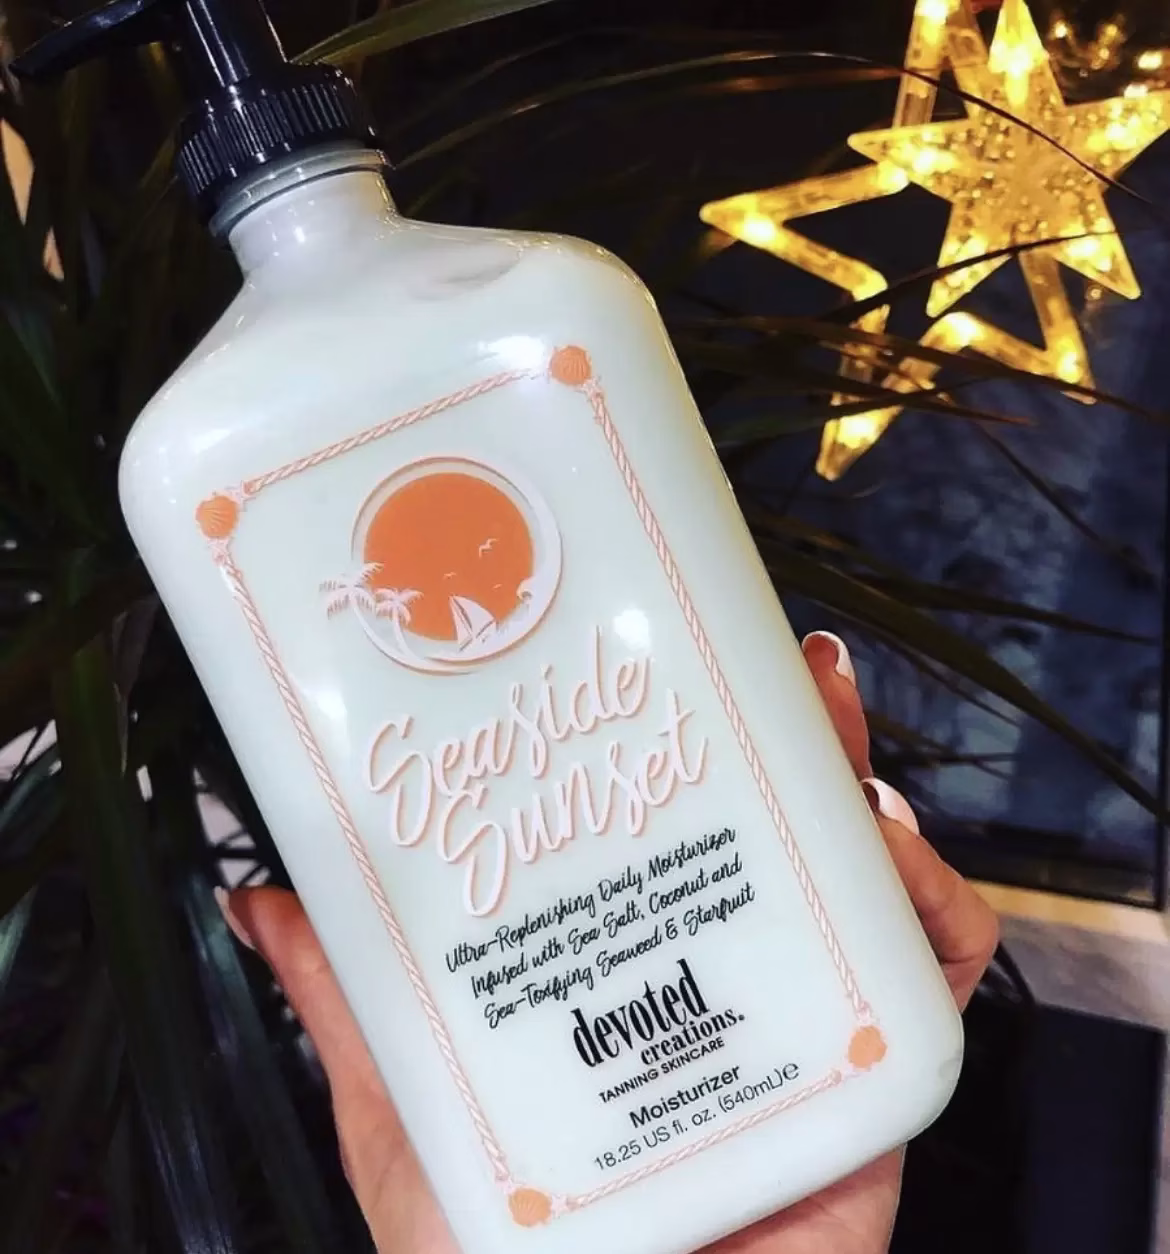 Seaside
Sunset
Ultra-Replenishing Daily Moisturizer
Infused with Sea Salt, Coconut and
Sea-Toxifying Seaweed & Starfruit
devoted
creations.
TANNING SKINCARE
Moisturizer
18.25 US fl. oz. (540mL)℮